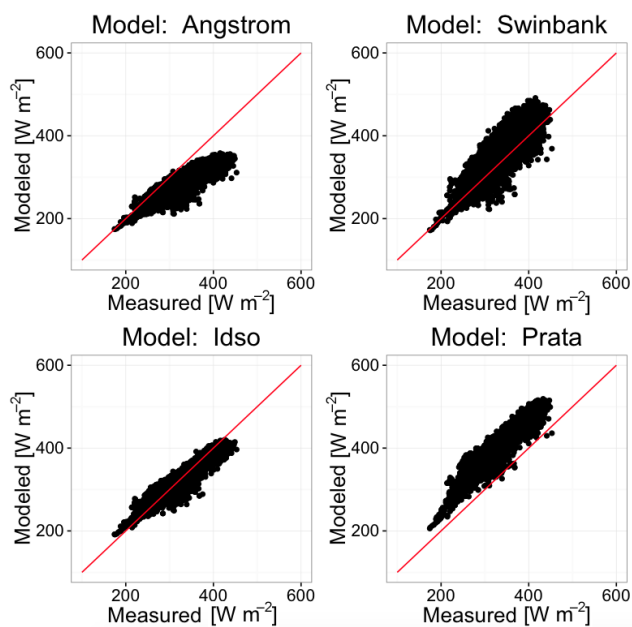 Model: Angstrom
600
400
200
Modeled [W m⁻²]
200 400 600
Measured [W m⁻²]
Model: Swinbank
600
400
200
Modeled [W m⁻²]
200 400 600
Measured [W m⁻²]
Model: Idso
600
400
200
Modeled [W m⁻²]
200 400 600
Measured [W m⁻²]
Model: Prata
600
400
200
Modeled [W m⁻²]
200 400 600
Measured [W m⁻²]